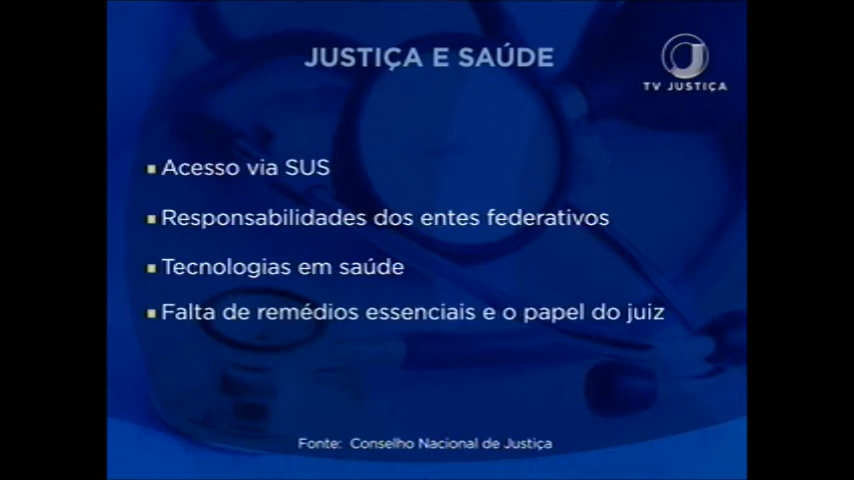 JUSTIÇA E SAÚDE
TV JUSTIÇA
Acesso via SUS
Responsabilidades dos entes federativos
Tecnologias em saúde
Falta de remédios essenciais e o papel do juiz
Fonte: Conselho Nacional de Justiça